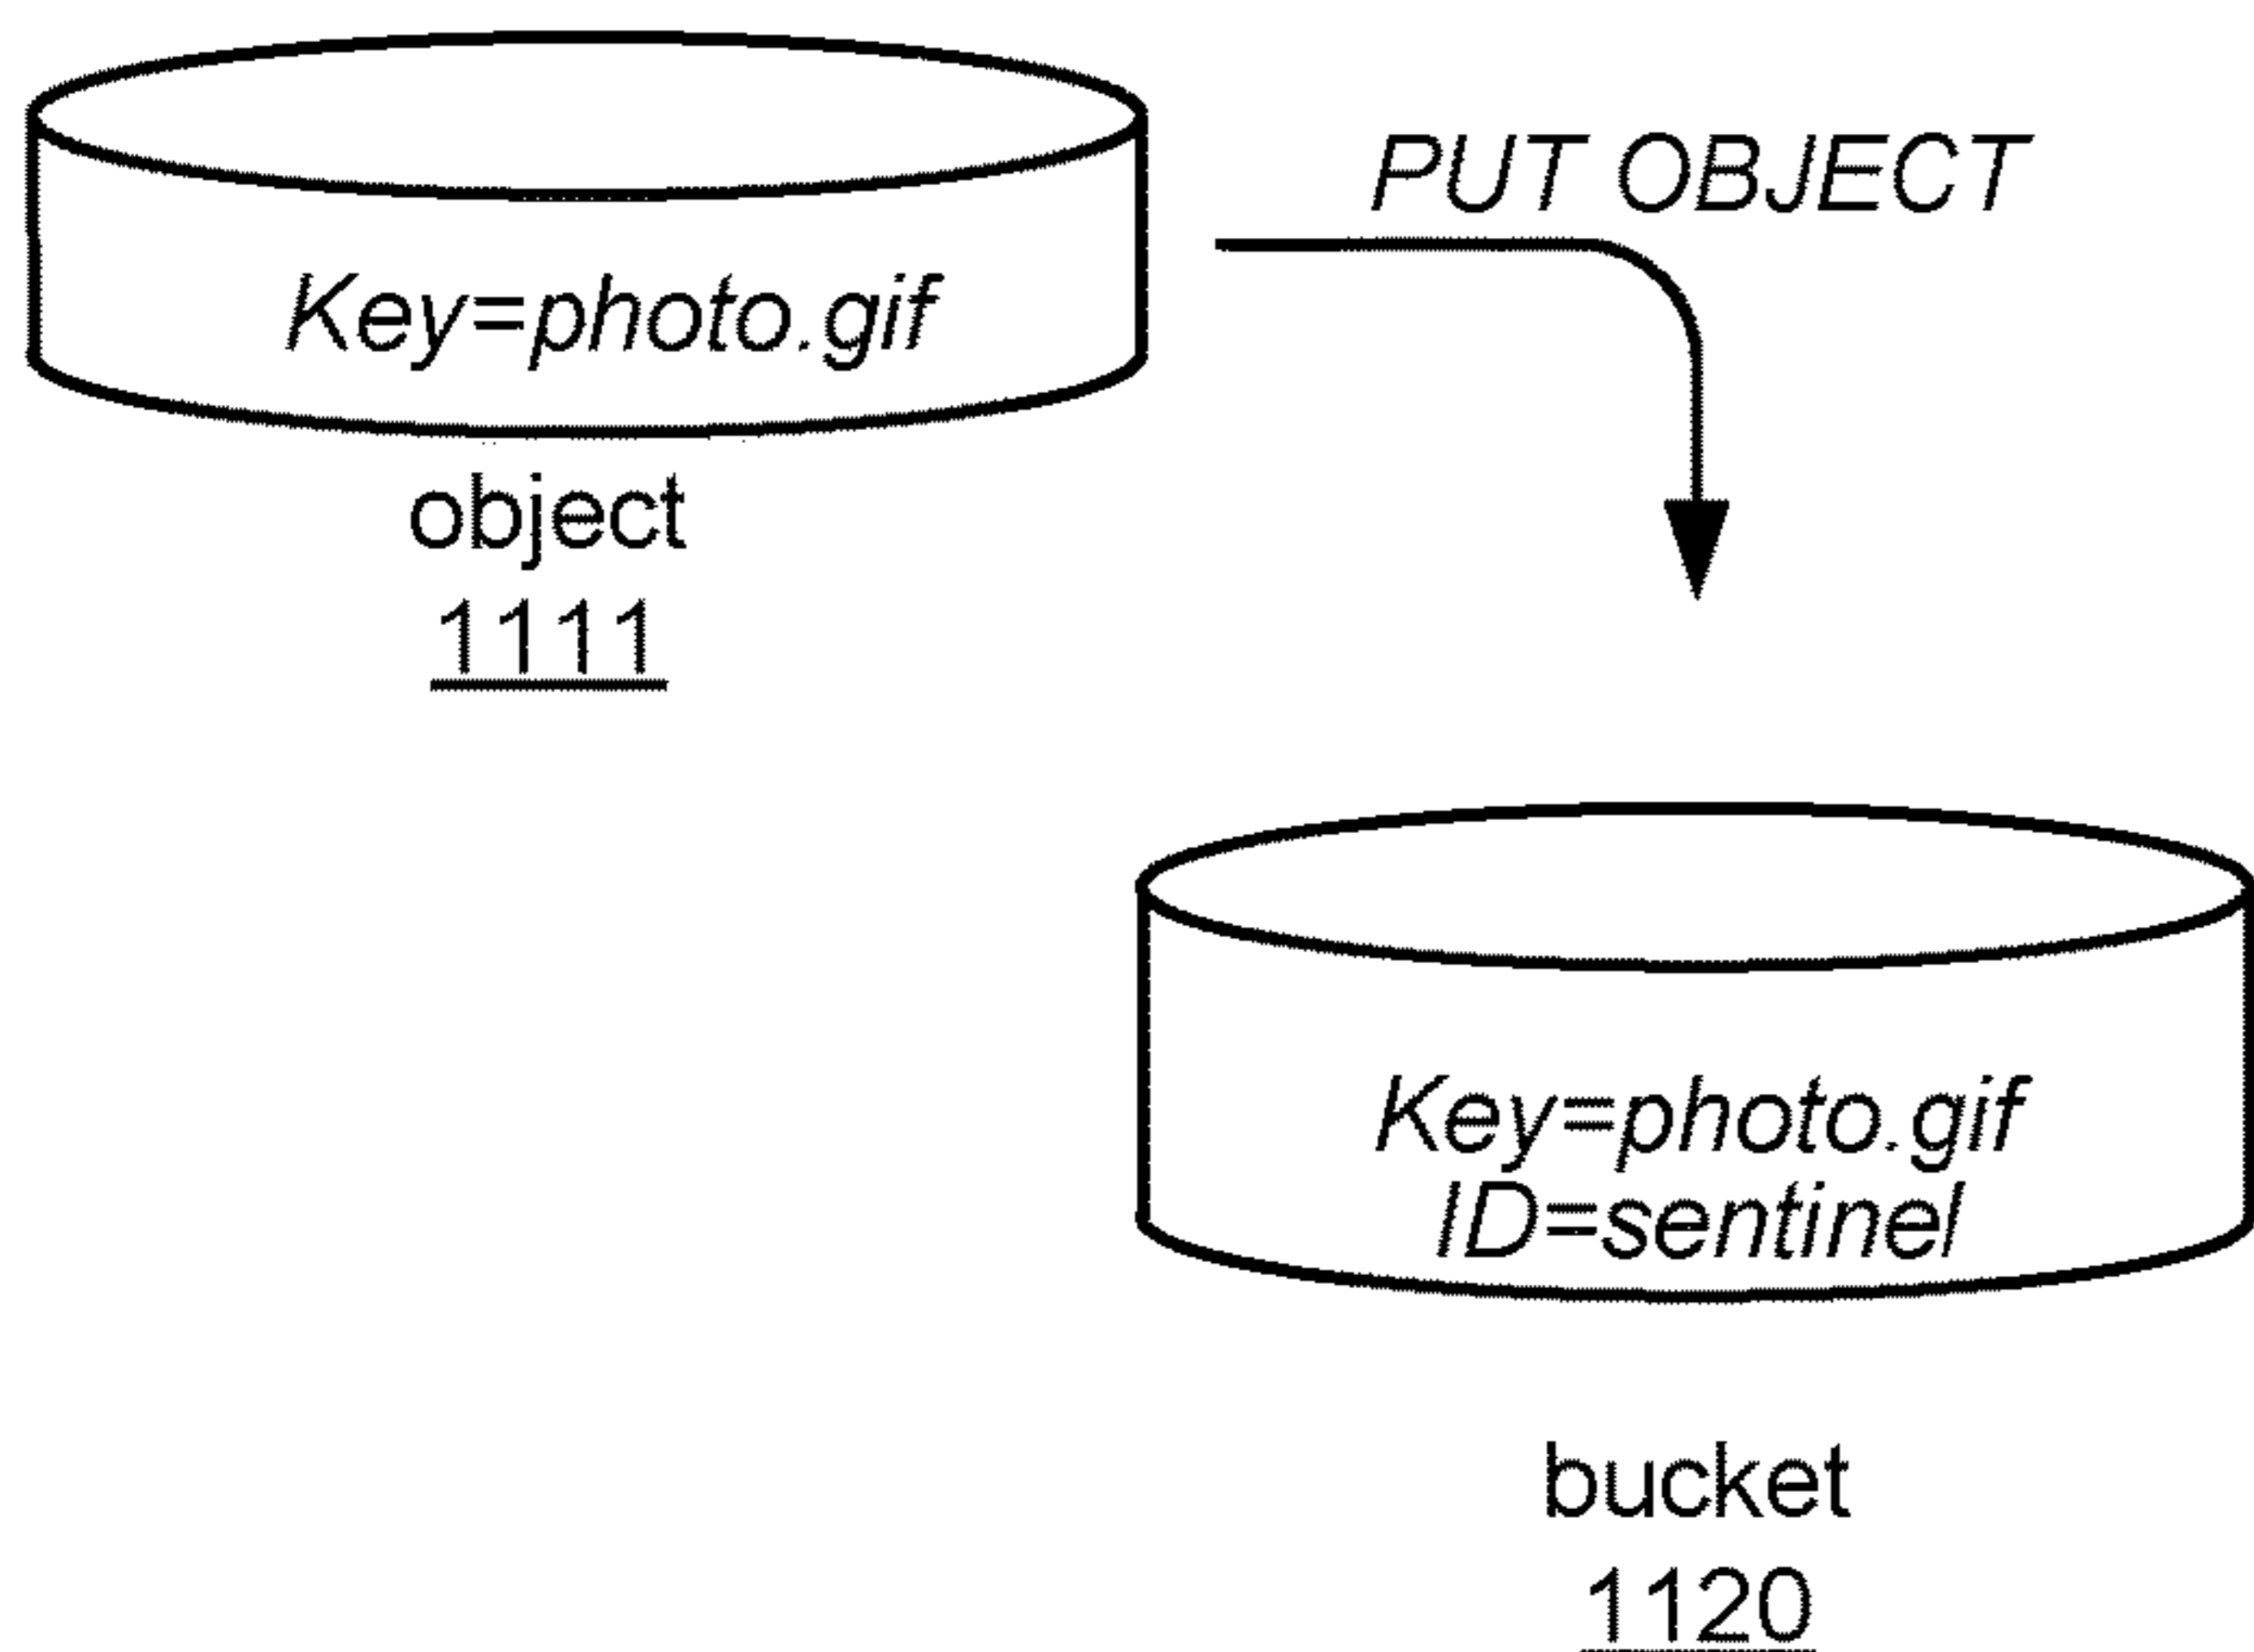 PUT OBJECT
Key=photo.gif
object
1111
Key=photo.gif
ID=sentinel
bucket
1120